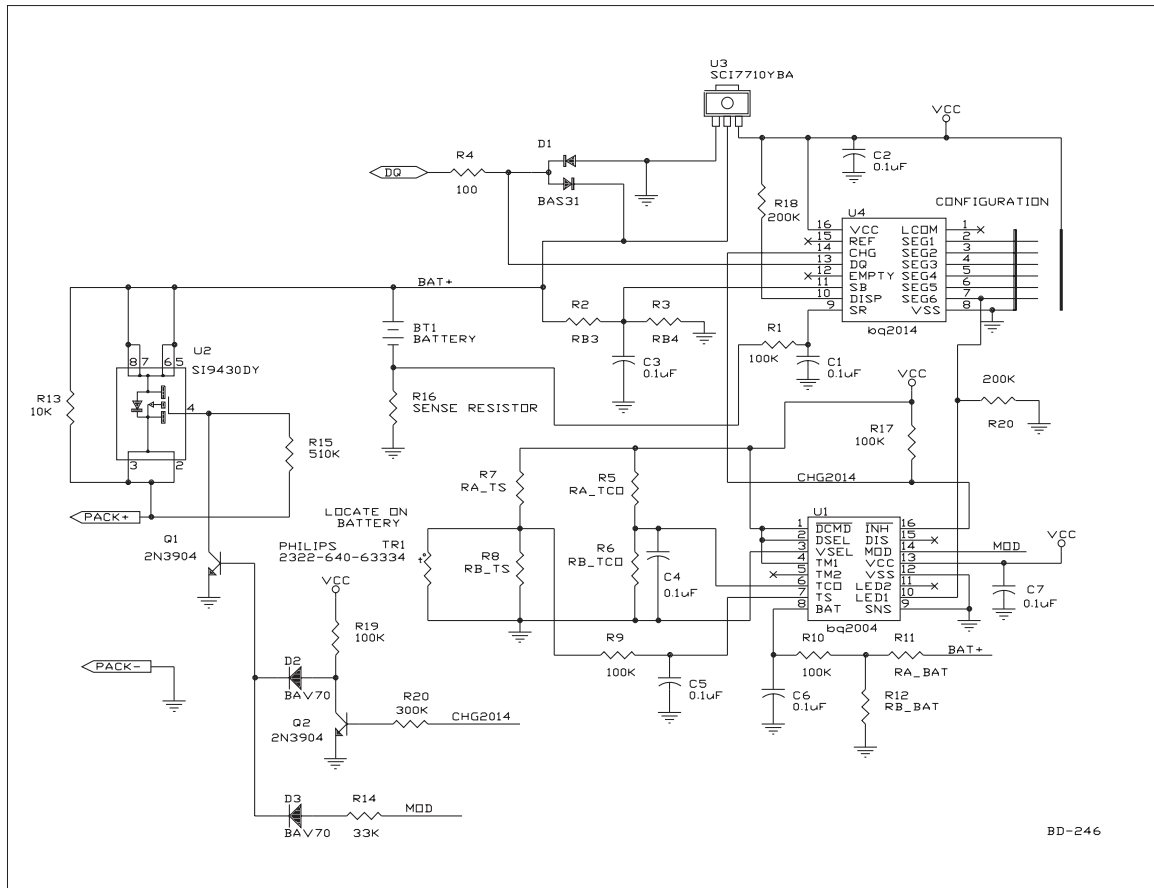 U3
SCI7710YBA
VCC
D1
C2
0.1uF
R4
DQ
100
BAS31
R18
200K
CONFIGURATION
U4
16 VCC LCOM 1
15 REF SEG1 2
14 CHG SEG2 3
13 DQ SEG3 4
12 EMPTY SEG4 5
11 SB SEG5 6
10 DISP SEG6 7
9 SR VSS 8
bq2014
BAT+
R2
RB3
R3
RB4
BT1
BATTERY
R1
100K
C1
0.1uF
C3
0.1uF
U2
SI9430DY
8 7 6 5
4
3 2
R13
10K
R16
SENSE RESISTOR
VCC
200K
R20
R17
100K
R15
510K
R7
RA_TS
R5
RA_TCO
CHG2014
PACK+
LOCATE ON
BATTERY
Q1
2N3904
PHILIPS
2322-640-63334
TR1
t°
R8
RB_TS
R6
RB_TCO
C4
0.1uF
U1
1 DCMD INH 16
2 DSEL DIS 15
3 VSEL MOD 14
4 TM1 VCC 13
5 TM2 VSS 12
6 TCO LED2 11
7 TS LED1 10
8 BAT SNS 9
bq2004
MOD
VCC
C7
0.1uF
VCC
R19
100K
R9
100K
C5
0.1uF
R10
100K
R11
RA_BAT
BAT+
C6
0.1uF
R12
RB_BAT
PACK-
D2
BAV70
Q2
2N3904
R20
300K
CHG2014
D3
BAV70
R14
33K
MOD
BD-246